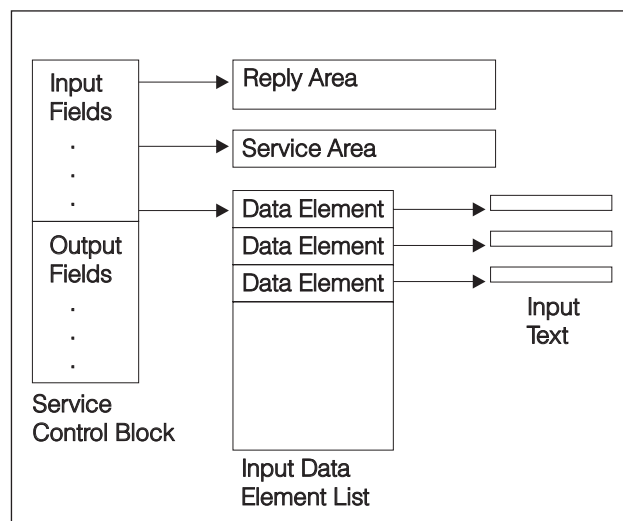 Input
Fields
.
.
.
Output
Fields
.
.
.
Service
Control Block
Reply Area
Service Area
Data Element
Data Element
Data Element
Input Data
Element List
Input
Text